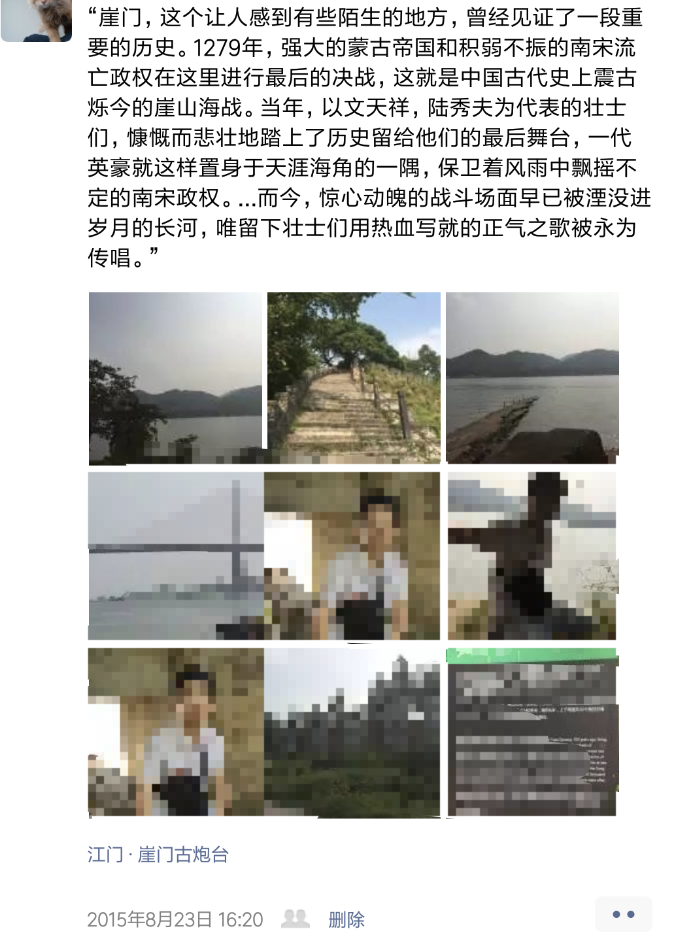 “崖门，这个让人感到有些陌生的地方，曾经见证了一段重
要的历史。1279年，强大的蒙古帝国和积弱不振的南宋流
亡政权在这里进行最后的决战，这就是中国古代史上震古
烁今的崖山海战。当年，以文天祥，陆秀夫为代表的壮士
们，慷慨而悲壮地踏上了历史留给他们的最后舞台，一代
英豪就这样置身于天涯海角的一隅，保卫着风雨中飘摇不
定的南宋政权。...而今，惊心动魄的战斗场面早已被湮没进
岁月的长河，唯留下壮士们用热血写就的正气之歌被永为
传唱。”
江门 · 崖门古炮台
2015年8月23日 16:20 删除